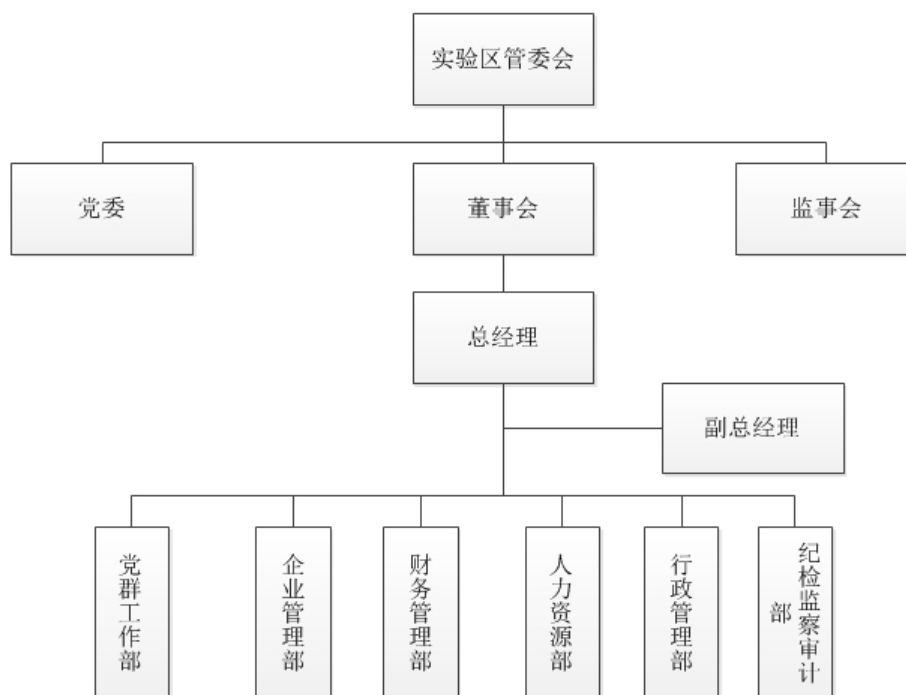 实验区管委会
党委
董事会
监事会
总经理
副总经理
党群工作部
企业管理部
财务管理部
人力资源部
行政管理部
纪检监察审计
部